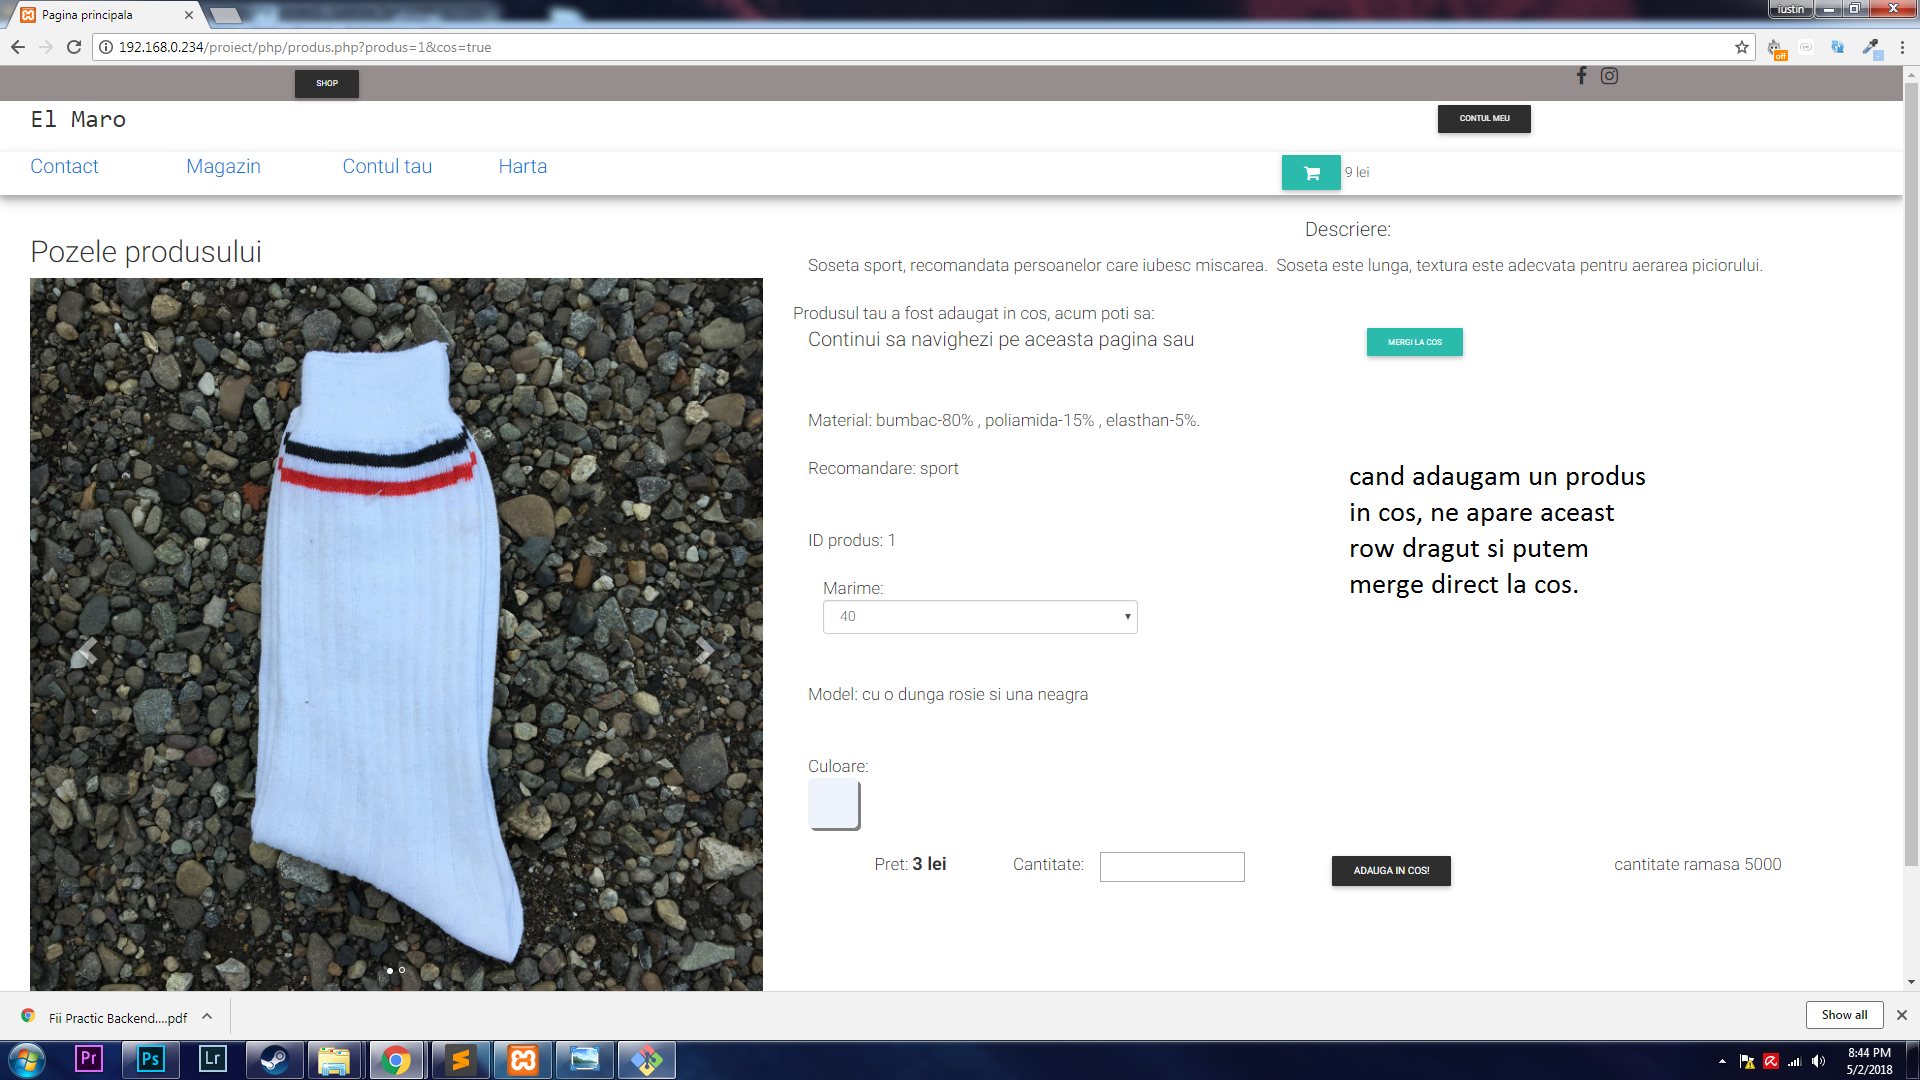 Pagina principala
iustin
192.168.0.234/proiect/php/produs.php?produs=1&cos=true
off
SHOP
El Maro
CONTUL MEU
Contact
Magazin
Contul tau
Harta
9 lei
Pozele produsului
Descriere:
Soseta sport, recomandata persoanelor care iubesc miscarea. Soseta este lunga, textura este adecvata pentru aerarea piciorului.
Produsul tau a fost adaugat in cos, acum poti sa:
Continui sa navighezi pe aceasta pagina sau
MERGI LA COS
Material: bumbac-80% , poliamida-15% , elasthan-5%.
Recomandare: sport
cand adaugam un produs
in cos, ne apare aceast
row dragut si putem
merge direct la cos.
ID produs: 1
Marime:
40
Model: cu o dunga rosie si una neagra
Culoare:
Pret: 3 lei
Cantitate:
ADAUGA IN COS!
cantitate ramasa 5000
Fii Practic Backend....pdf
Show all
Pr
Ps
Lr
8:44 PM
5/2/2018